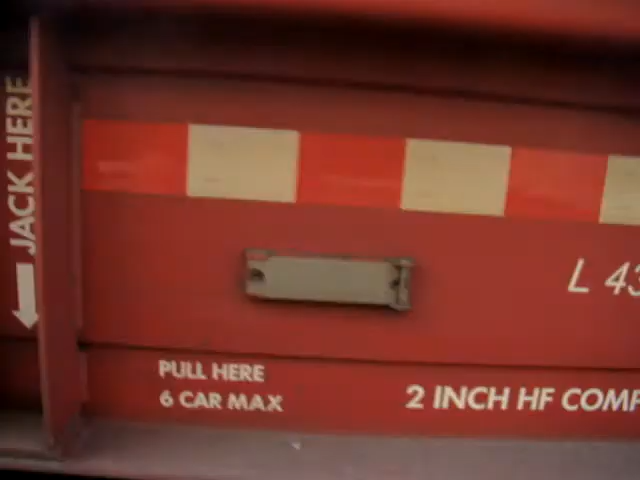 JACK HERE
L 43
PULL HERE
6 CAR MAX
2 INCH HF COMP